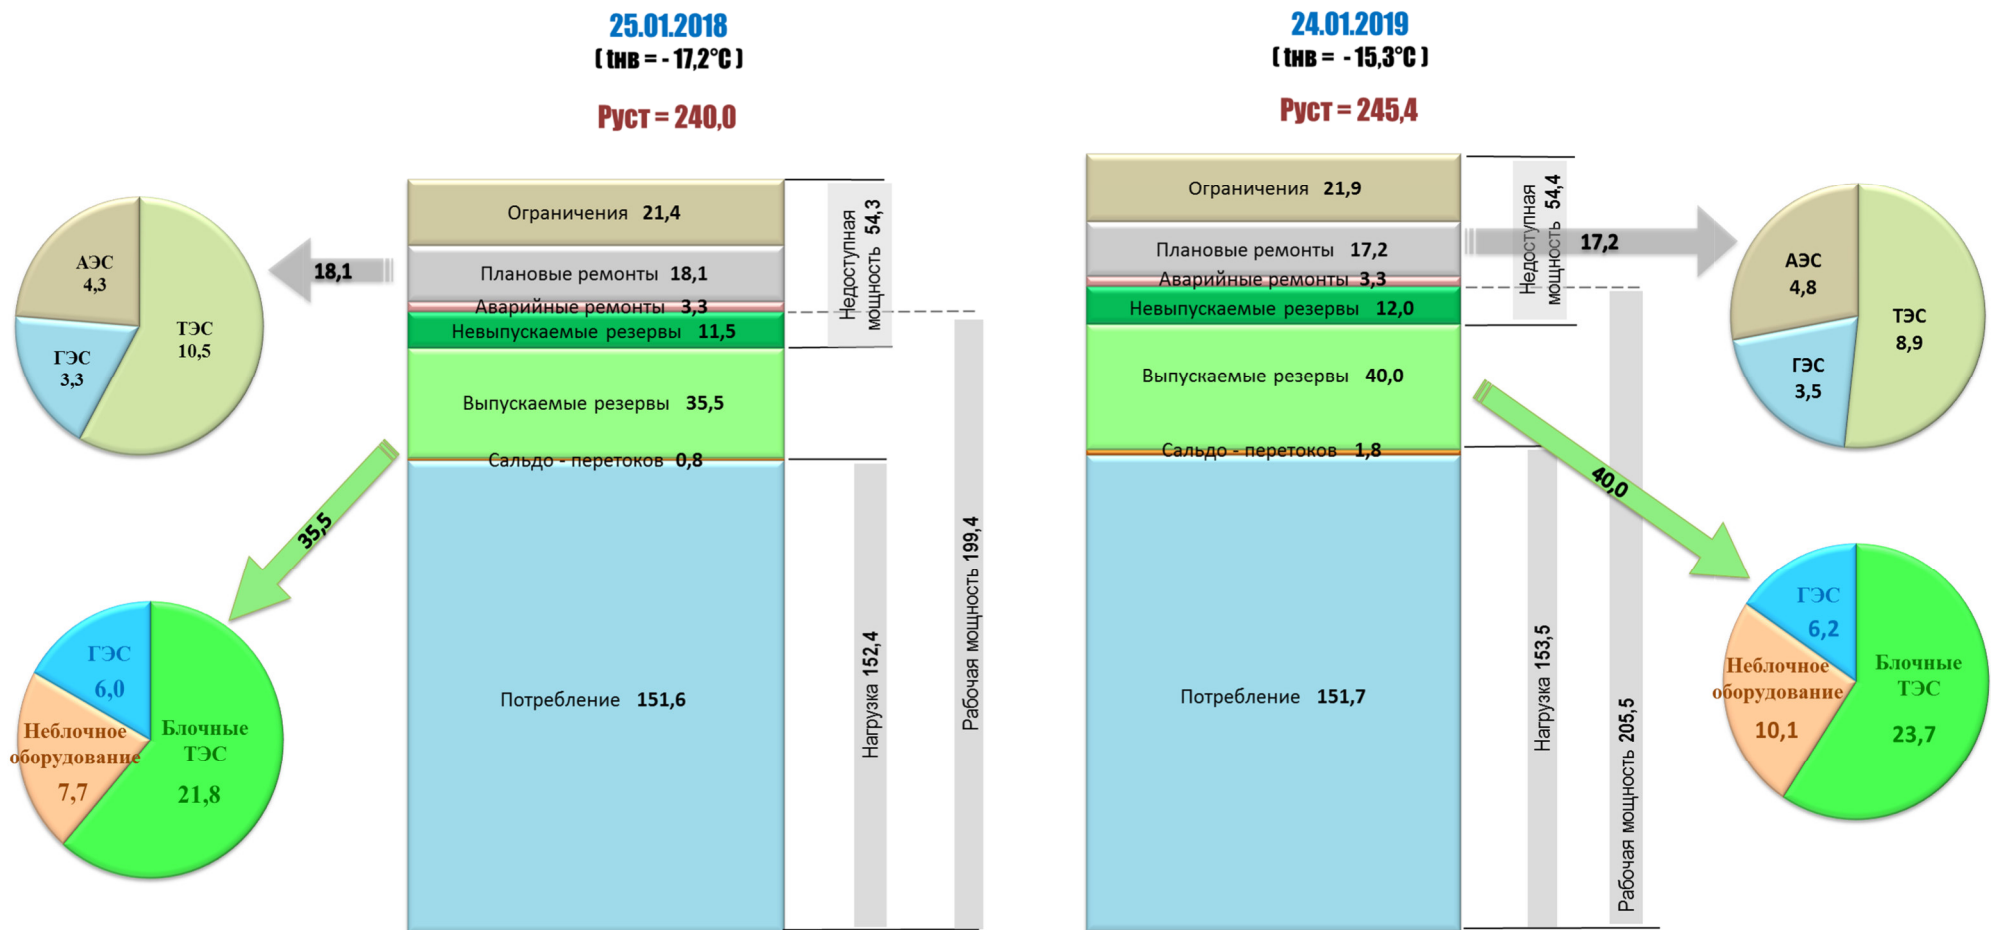 25.01.2018
( tнв = - 17,2°C )
Руст = 240,0
Ограничения 21,4
Плановые ремонты 18,1
Аварийные ремонты 3,3
Невыпускаемые резервы 11,5
Выпускаемые резервы 35,5
Сальдо - перетоков 0,8
Потребление 151,6
Недоступная
мощность 54,3
Нагрузка 152,4
Рабочая мощность 199,4
18,1
АЭС
4,3
ТЭС
10,5
ГЭС
3,3
35,5
ГЭС
6,0
Неблочное
оборудование
7,7
Блочные
ТЭС
21,8
24.01.2019
( tнв = - 15,3°C )
Руст = 245,4
Ограничения 21,9
Плановые ремонты 17,2
Аварийные ремонты 3,3
Невыпускаемые резервы 12,0
Выпускаемые резервы 40,0
Сальдо - перетоков 1,8
Потребление 151,7
Недоступная
мощность 54,4
Нагрузка 153,5
Рабочая мощность 205,5
17,2
АЭС
4,8
ТЭС
8,9
ГЭС
3,5
40,0
ГЭС
6,2
Неблочное
оборудование
10,1
Блочные
ТЭС
23,7